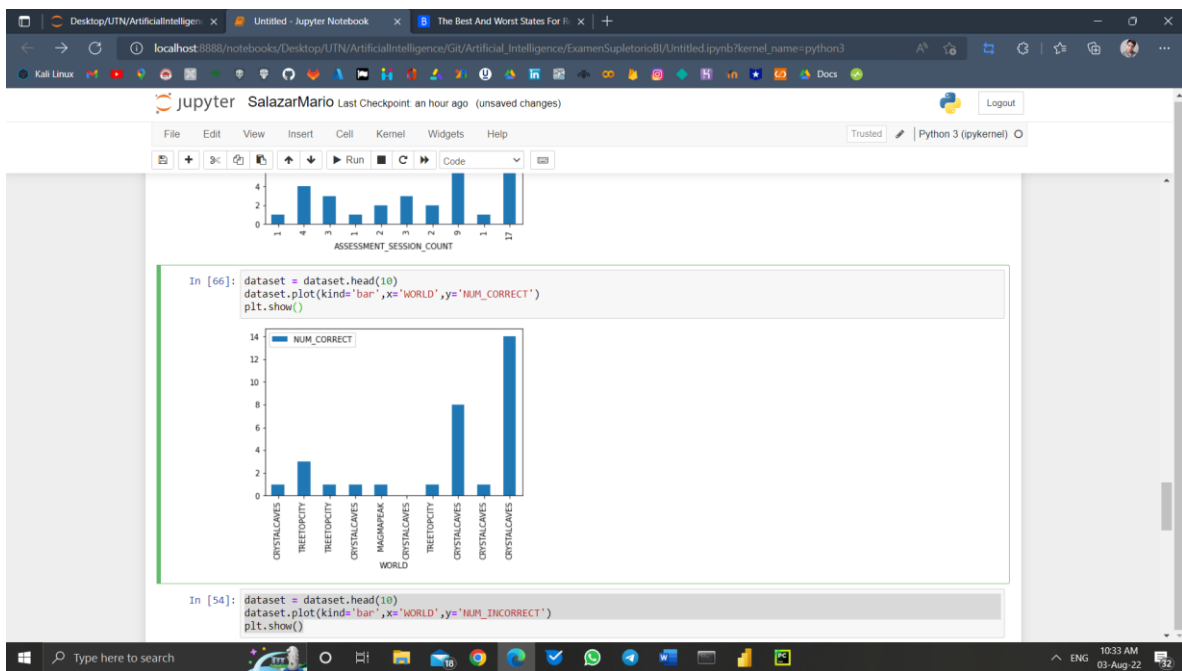 Desktop/UTN/ArtificialIntelligen
Untitled - Jupyter Notebook
The Best And Worst States For R
localhost:8888/notebooks/Desktop/UTN/ArtificialIntelligence/Git/Artificial_Intelligence/ExamenSupletorioBI/Untitled.ipynb?kernel_name=python3
Kali Linux
Docs
jupyter SalazarMario Last Checkpoint: an hour ago (unsaved changes)
Logout
File Edit View Insert Cell Kernel Widgets Help
Trusted Python 3 (ipykernel)
Run Code
4
2
0
1 4 3 1 2 3 2 9 1 17
ASSESSMENT_SESSION_COUNT
In [66]: dataset = dataset.head(10)
dataset.plot(kind='bar',x='WORLD',y='NUM_CORRECT')
plt.show()
14
NUM_CORRECT
12
10
8
6
4
2
0
CRYSTALCAVES
TREETOPCITY
TREETOPCITY
CRYSTALCAVES
MAGMAPEAK
CRYSTALCAVES
TREETOPCITY
CRYSTALCAVES
CRYSTALCAVES
CRYSTALCAVES
WORLD
In [54]: dataset = dataset.head(10)
dataset.plot(kind='bar',x='WORLD',y='NUM_INCORRECT')
plt.show()
Type here to search
18
ENG
10:33 AM
03-Aug-22
32